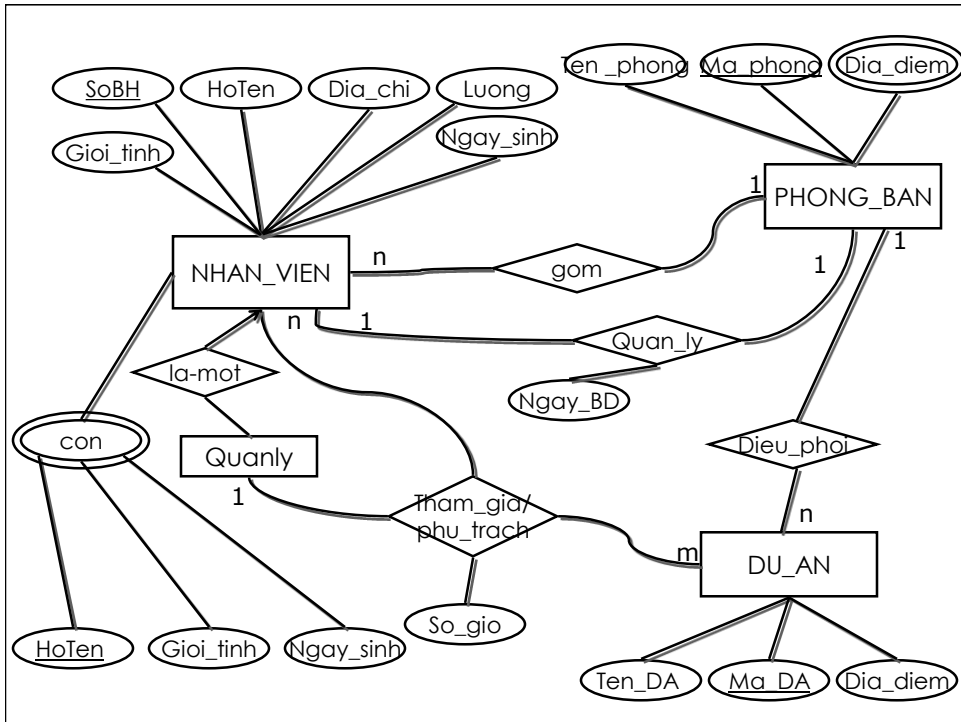 SoBH
HoTen
Dia_chi
Luong
Ten _phong
Ma_phong
Dia_diem
Gioi_tinh
Ngay_sinh
PHONG_BAN
1
n
gom
1
1
NHAN_VIEN
n
1
Quan_ly
la-mot
Ngay_BD
con
Quanly
Dieu_phoi
1
Tham_gia/
phu_trach
n
m
DU_AN
So_gio
HoTen
Gioi_tinh
Ngay_sinh
Ten_DA
Ma_DA
Dia_diem